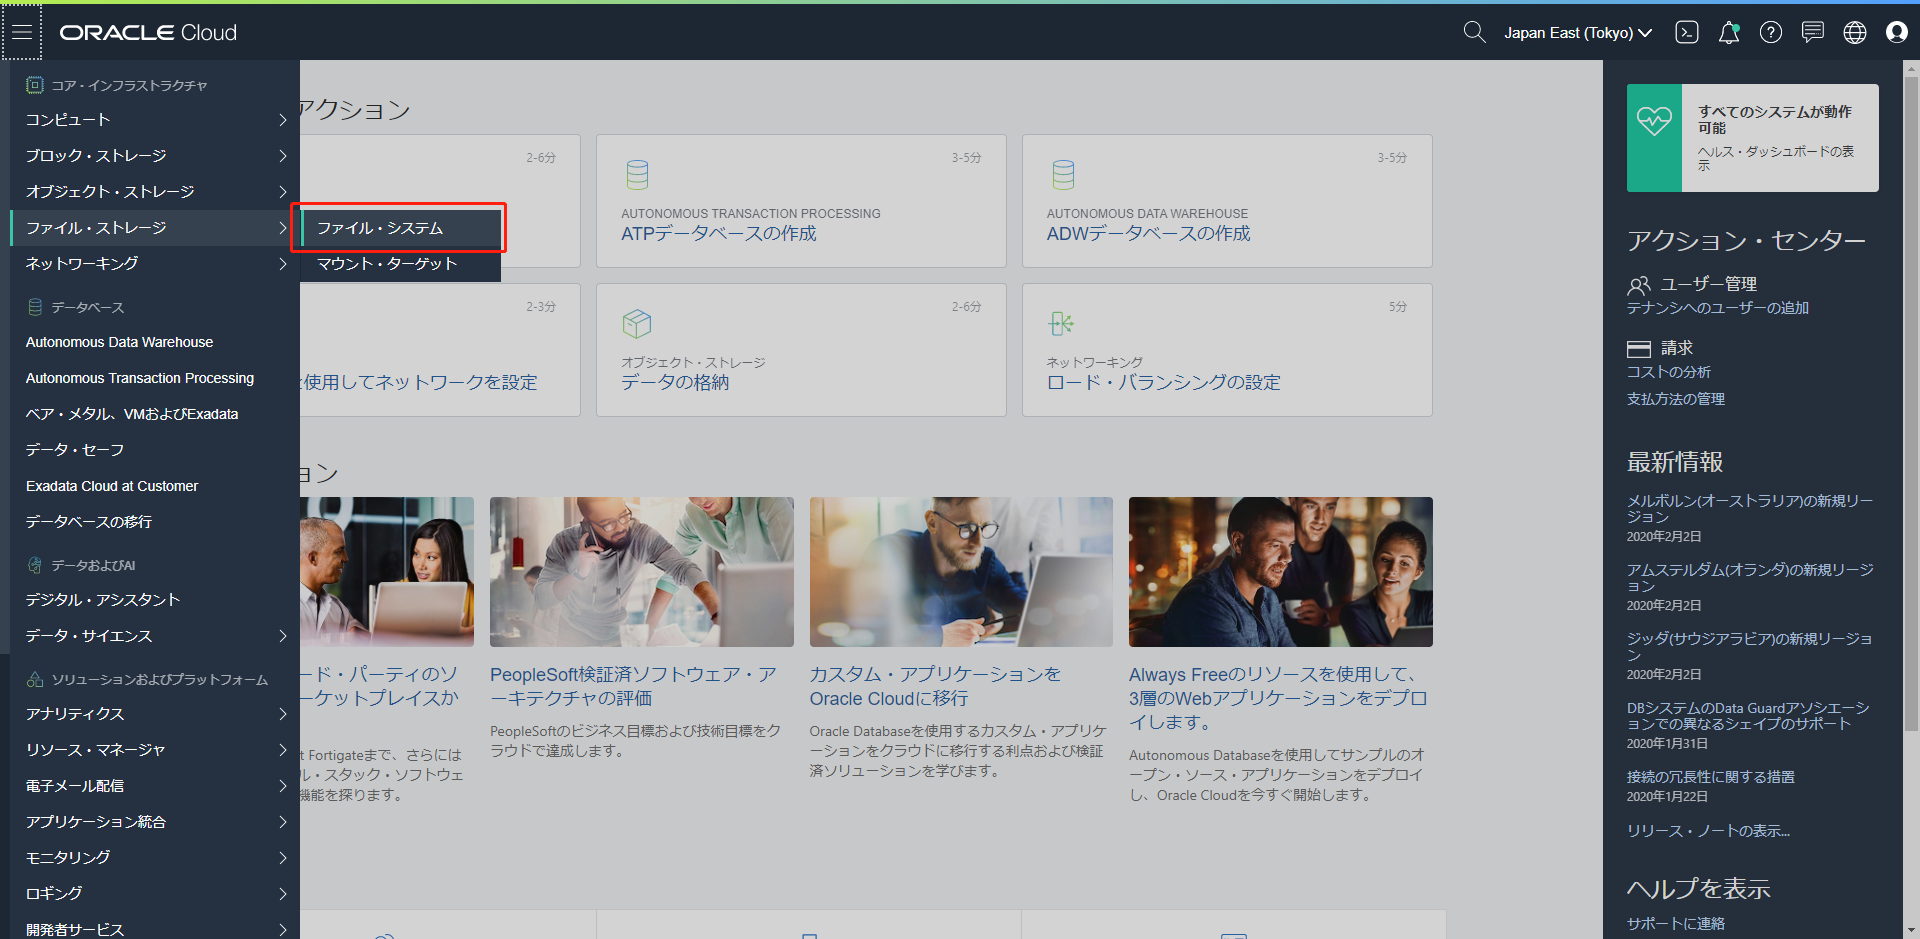 ORACLE Cloud
Japan East (Tokyo)
コア・インフラストラクチャ
コンピュート
ブロック・ストレージ
オブジェクト・ストレージ
ファイル・ストレージ
ネットワーキング
ファイル・システム
マウント・ターゲット
データベース
Autonomous Data Warehouse
Autonomous Transaction Processing
ベア・メタル、VMおよびExadata
データ・セーフ
Exadata Cloud at Customer
データベースの移行
データおよびAI
デジタル・アシスタント
データ・サイエンス
ソリューションおよびプラットフォーム
アナリティクス
リソース・マネージャ
電子メール配信
アプリケーション統合
モニタリング
ロギング
開発者サービス
アクション
2-6分
3-5分
AUTONOMOUS TRANSACTION PROCESSING
ATPデータベースの作成
3-5分
AUTONOMOUS DATA WAREHOUSE
ADWデータベースの作成
2-3分
使用してネットワークを設定
2-6分
オブジェクト・ストレージ
データの格納
5分
ネットワーキング
ロード・バランシングの設定
ョン
ード・パーティのソ
ーケットプレイスか
t Fortigateまで、さらには
ル・スタック・ソフトウェ
機能を探ります。
PeopleSoft検証済ソフトウェア・ア
ーキテクチャの評価
PeopleSoftのビジネス目標および技術目標をク
ラウドで達成します。
カスタム・アプリケーションを
Oracle Cloudに移行
Oracle Databaseを使用するカスタム・アプリケ
ーションをクラウドに移行する利点および検証
済ソリューションを学びます。
Always Freeのリソースを使用して、
3層のWebアプリケーションをデプロ
イします。
Autonomous Databaseを使用してサンプルのオ
ープン・ソース・アプリケーションをデプロイ
し、Oracle Cloudを今すぐ開始します。
すべてのシステムが動作
可能
ヘルス・ダッシュボードの表
示
アクション・センター
ユーザー管理
テナンシへのユーザーの追加
請求
コストの分析
支払方法の管理
最新情報
メルボルン(オーストラリア)の新規リー
ジョン
2020年2月2日
アムステルダム(オランダ)の新規リージ
ョン
2020年2月2日
ジッダ(サウジアラビア)の新規リージョ
ン
2020年2月2日
DBシステムのData Guardアソシエーシ
ョンでの異なるシェイプのサポート
2020年1月31日
接続の冗長性に関する措置
2020年1月22日
リリース・ノートの表示...
ヘルプを表示
サポートに連絡